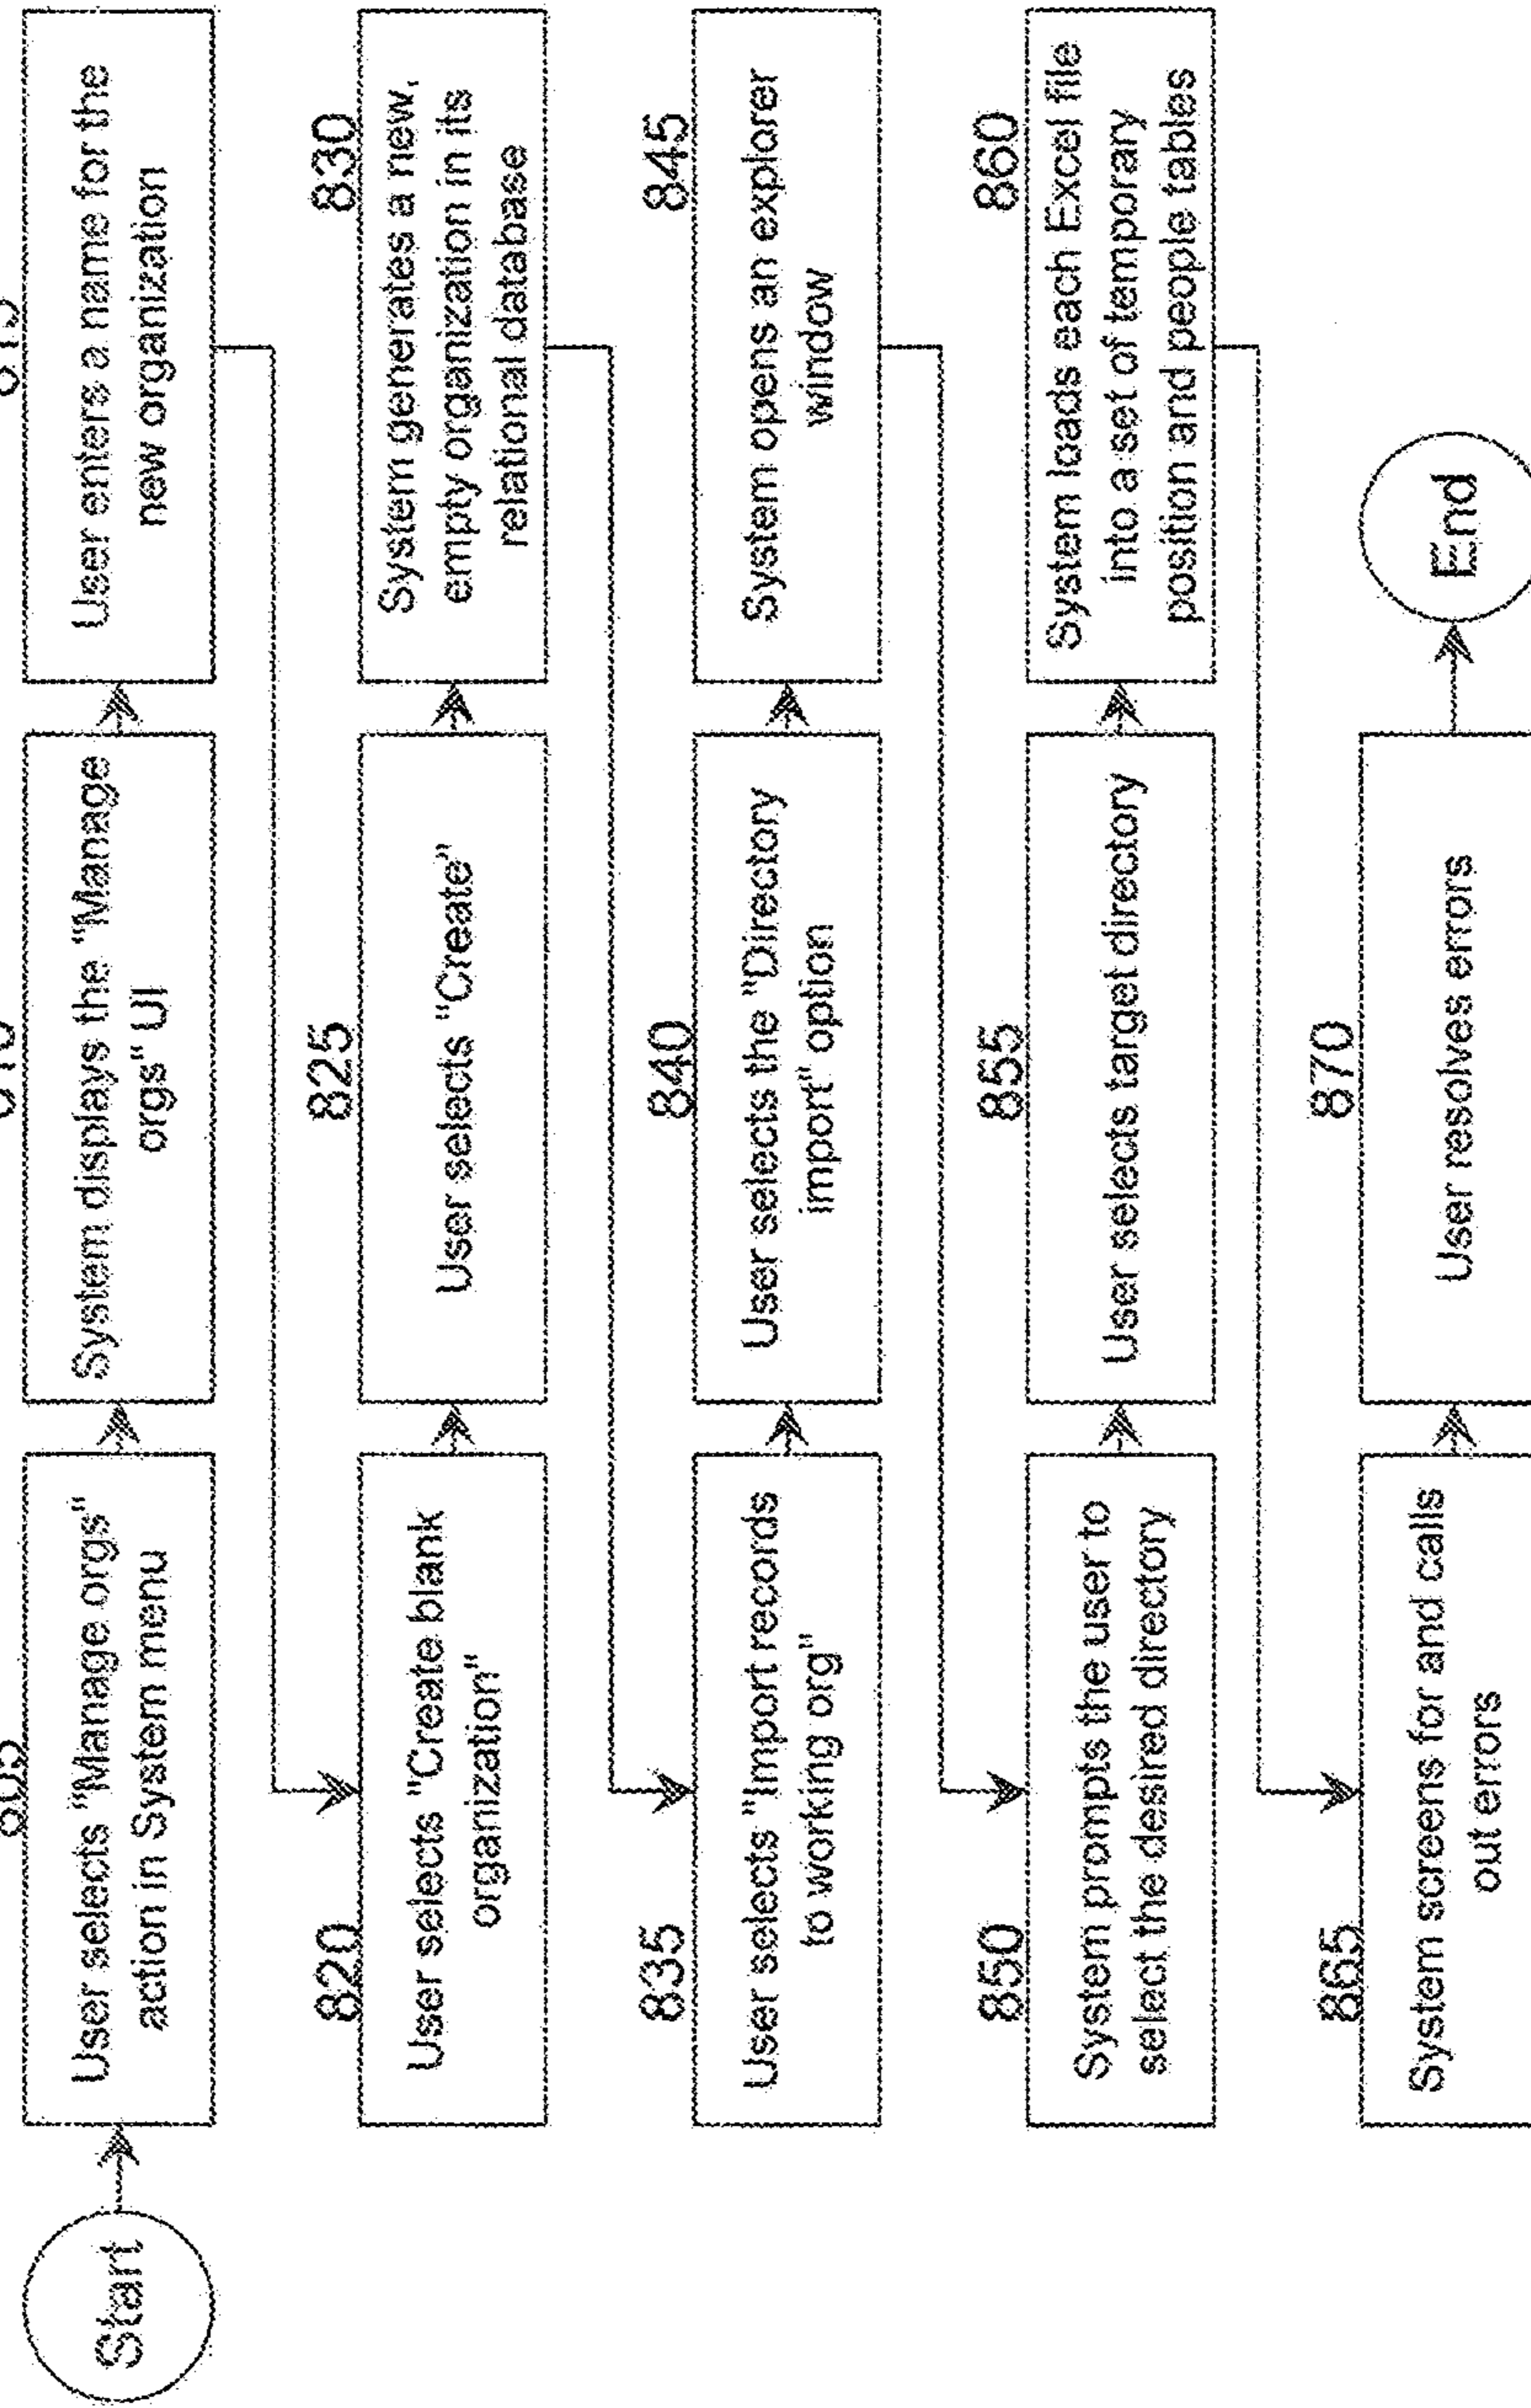 Start
User selects "Manage orgs"
action in System menu
System displays the "Manage
orgs" UI
User enters a name for the
new organization
820
User selects "Create blank
organization"
825
User selects "Create"
830
System generates a new,
empty organization in its
relational database
835
User selects "Import records
to working org"
840
User selects the "Directory
import" option
845
System opens an explorer
window
850
System prompts the user to
select the desired directory
855
User selects target directory
860
System loads each Excel file
into a set of temporary
position and people tables
865
System screens for and calls
out errors
870
User resolves errors
End